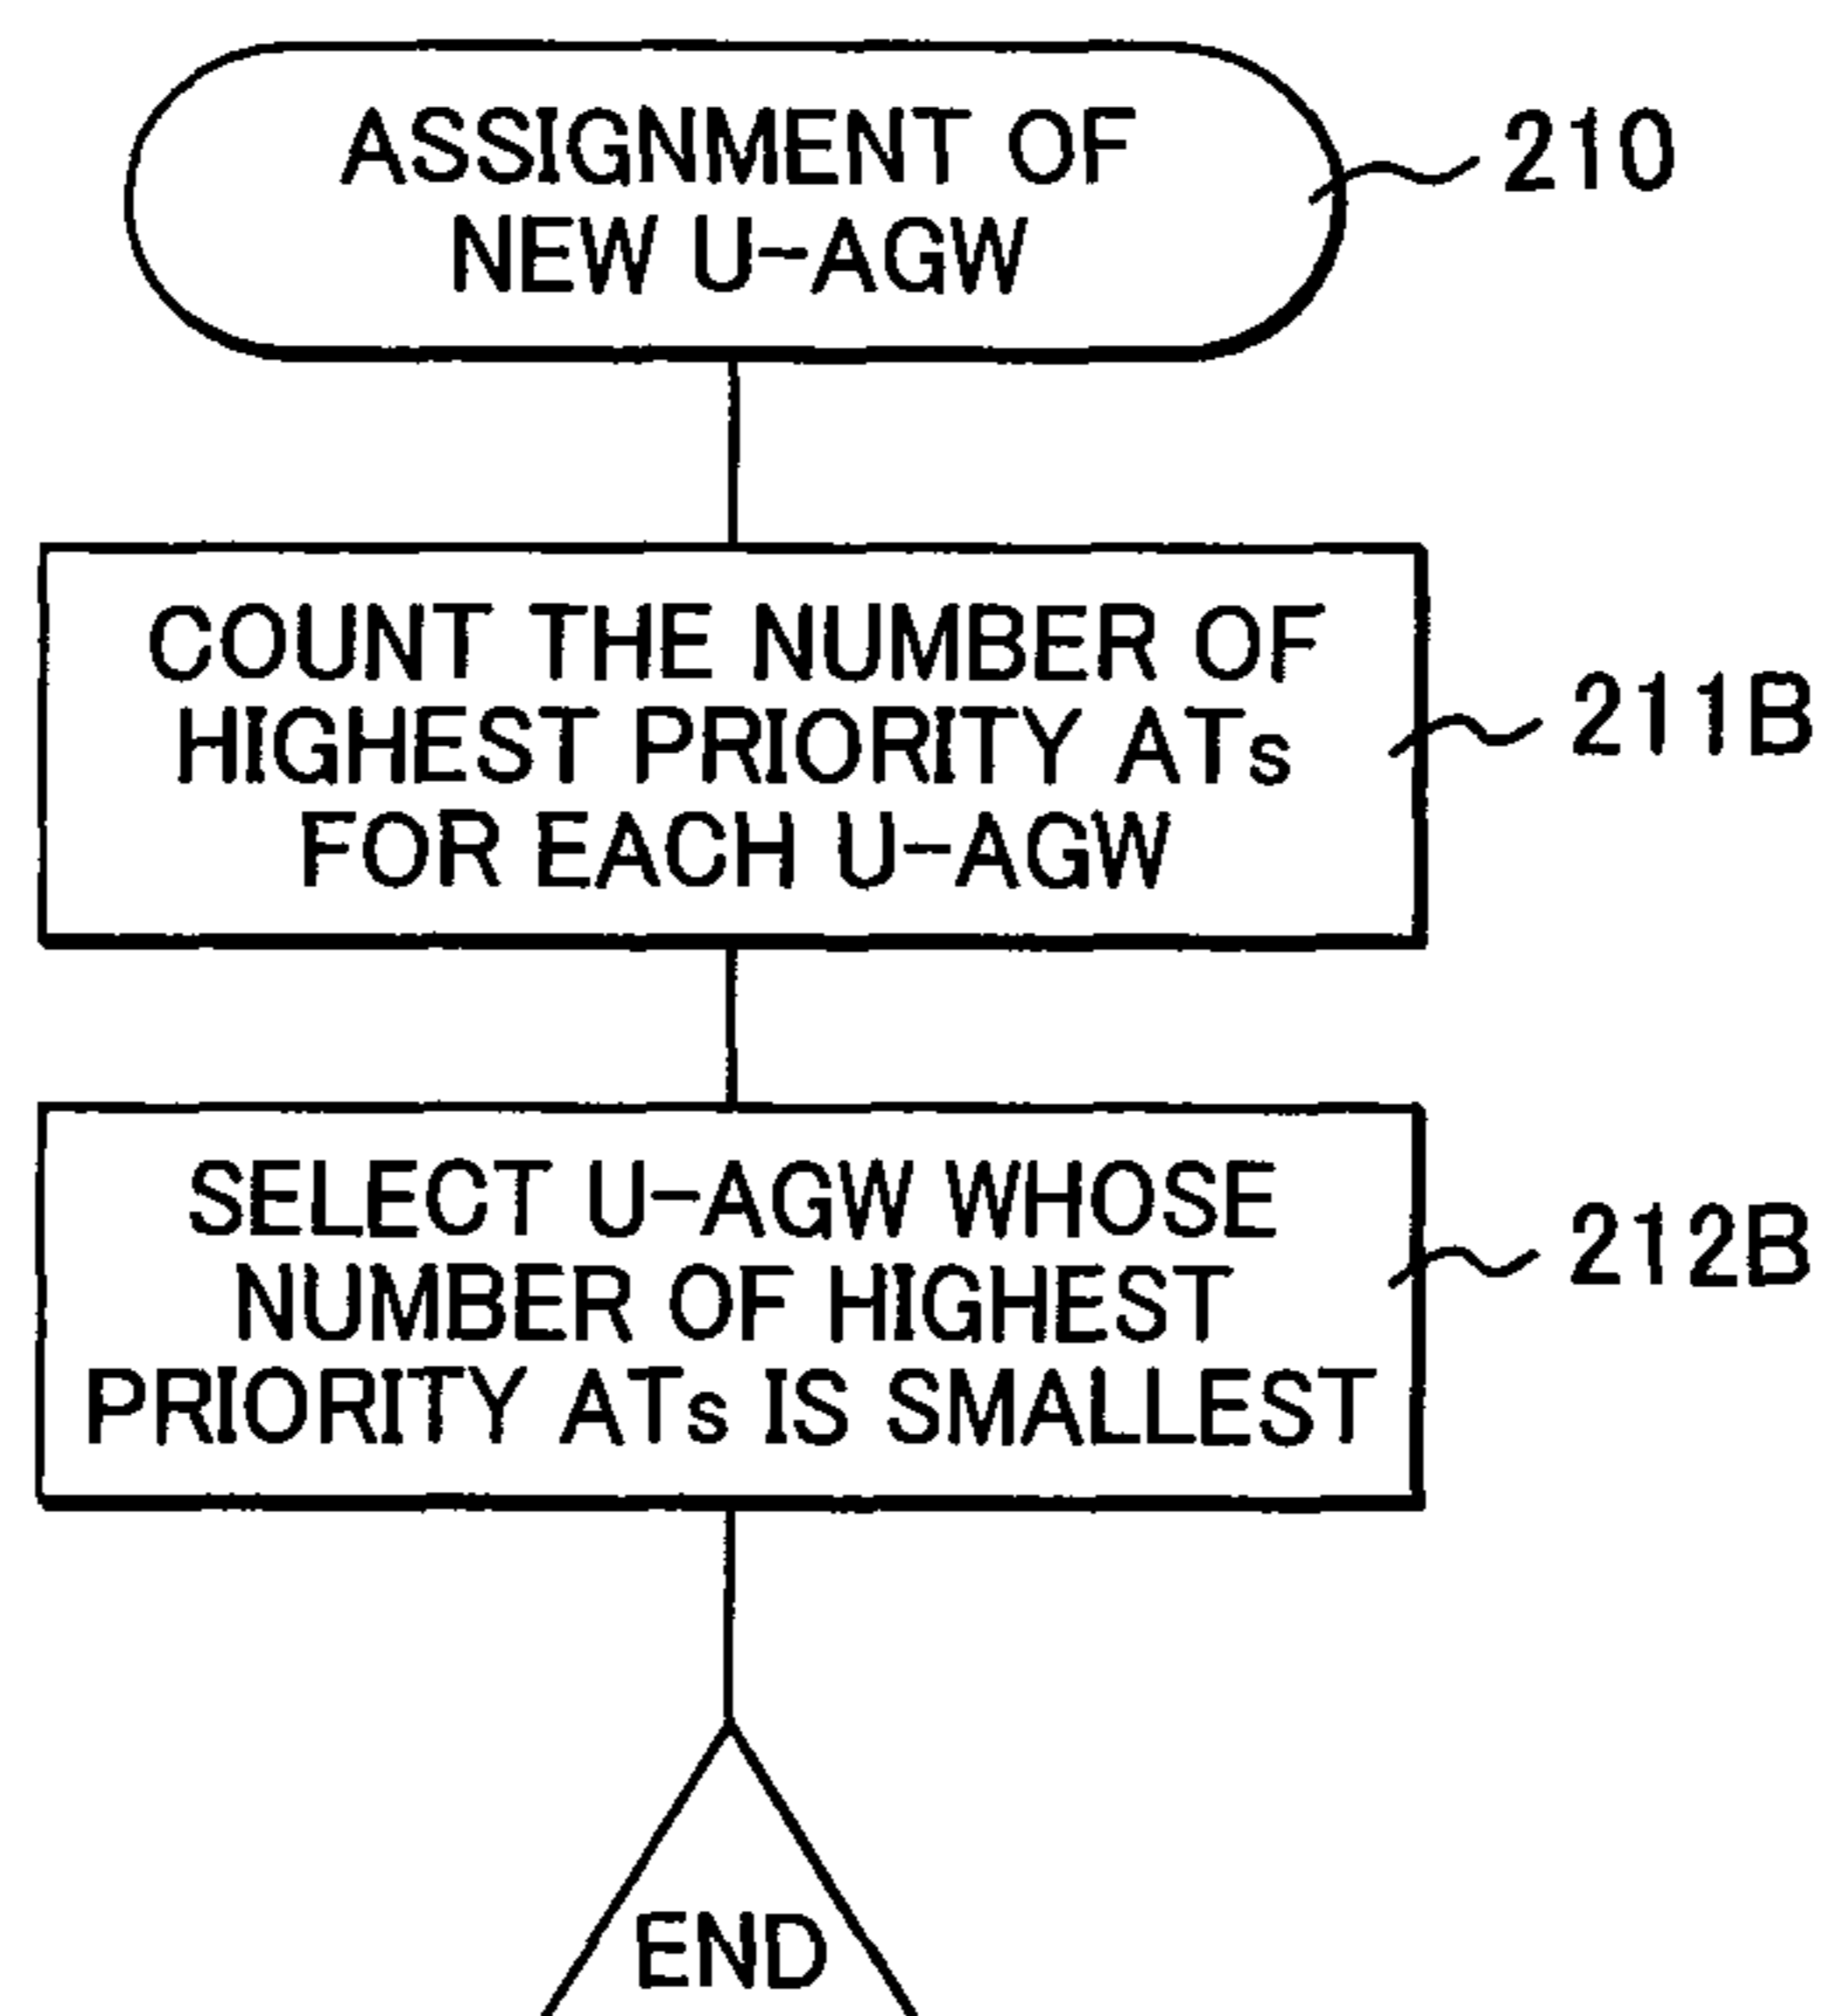 ASSIGNMENT OF
NEW U-AGW
210
COUNT THE NUMBER OF
HIGHEST PRIORITY ATs
FOR EACH U-AGW
211B
SELECT U-AGW WHOSE
NUMBER OF HIGHEST
PRIORITY ATs IS SMALLEST
212B
END